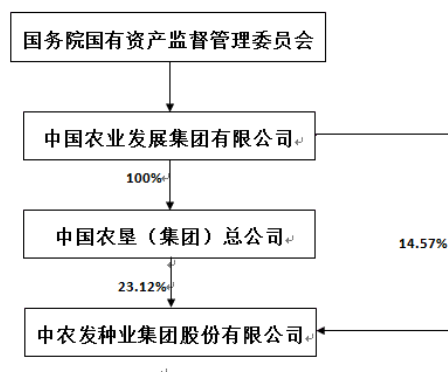 国务院国有资产监督管理委员会
中国农业发展集团有限公司
100%
中国农垦（集团）总公司
14.57%
23.12%
中农发种业集团股份有限公司